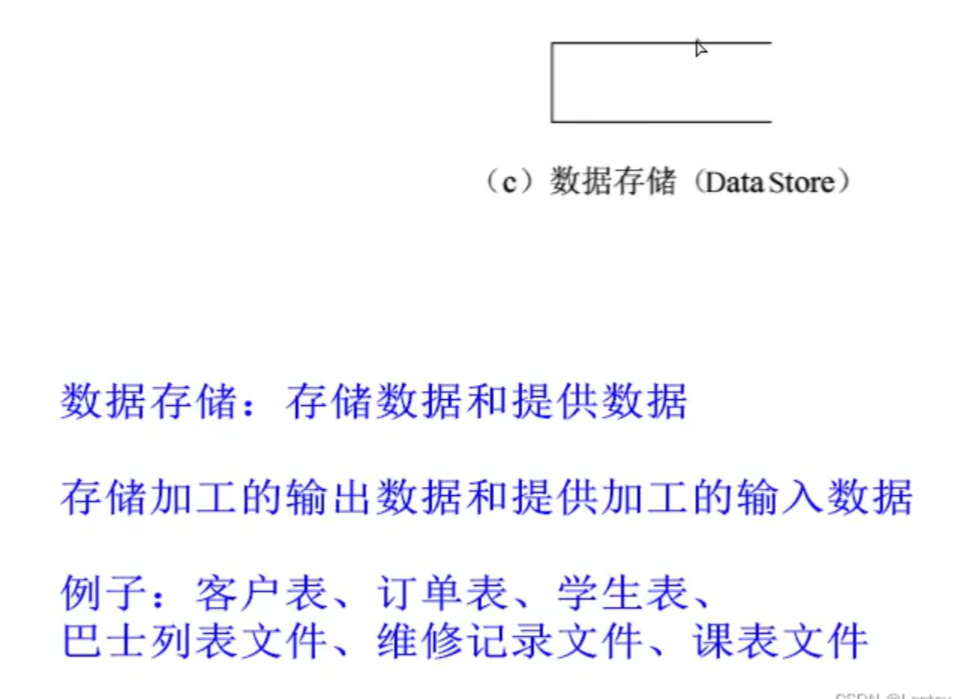 （c）数据存储（Data Store）
数据存储：存储数据和提供数据
存储加工的输出数据和提供加工的输入数据
例子：客户表、订单表、学生表、
巴士列表文件、维修记录文件、课表文件